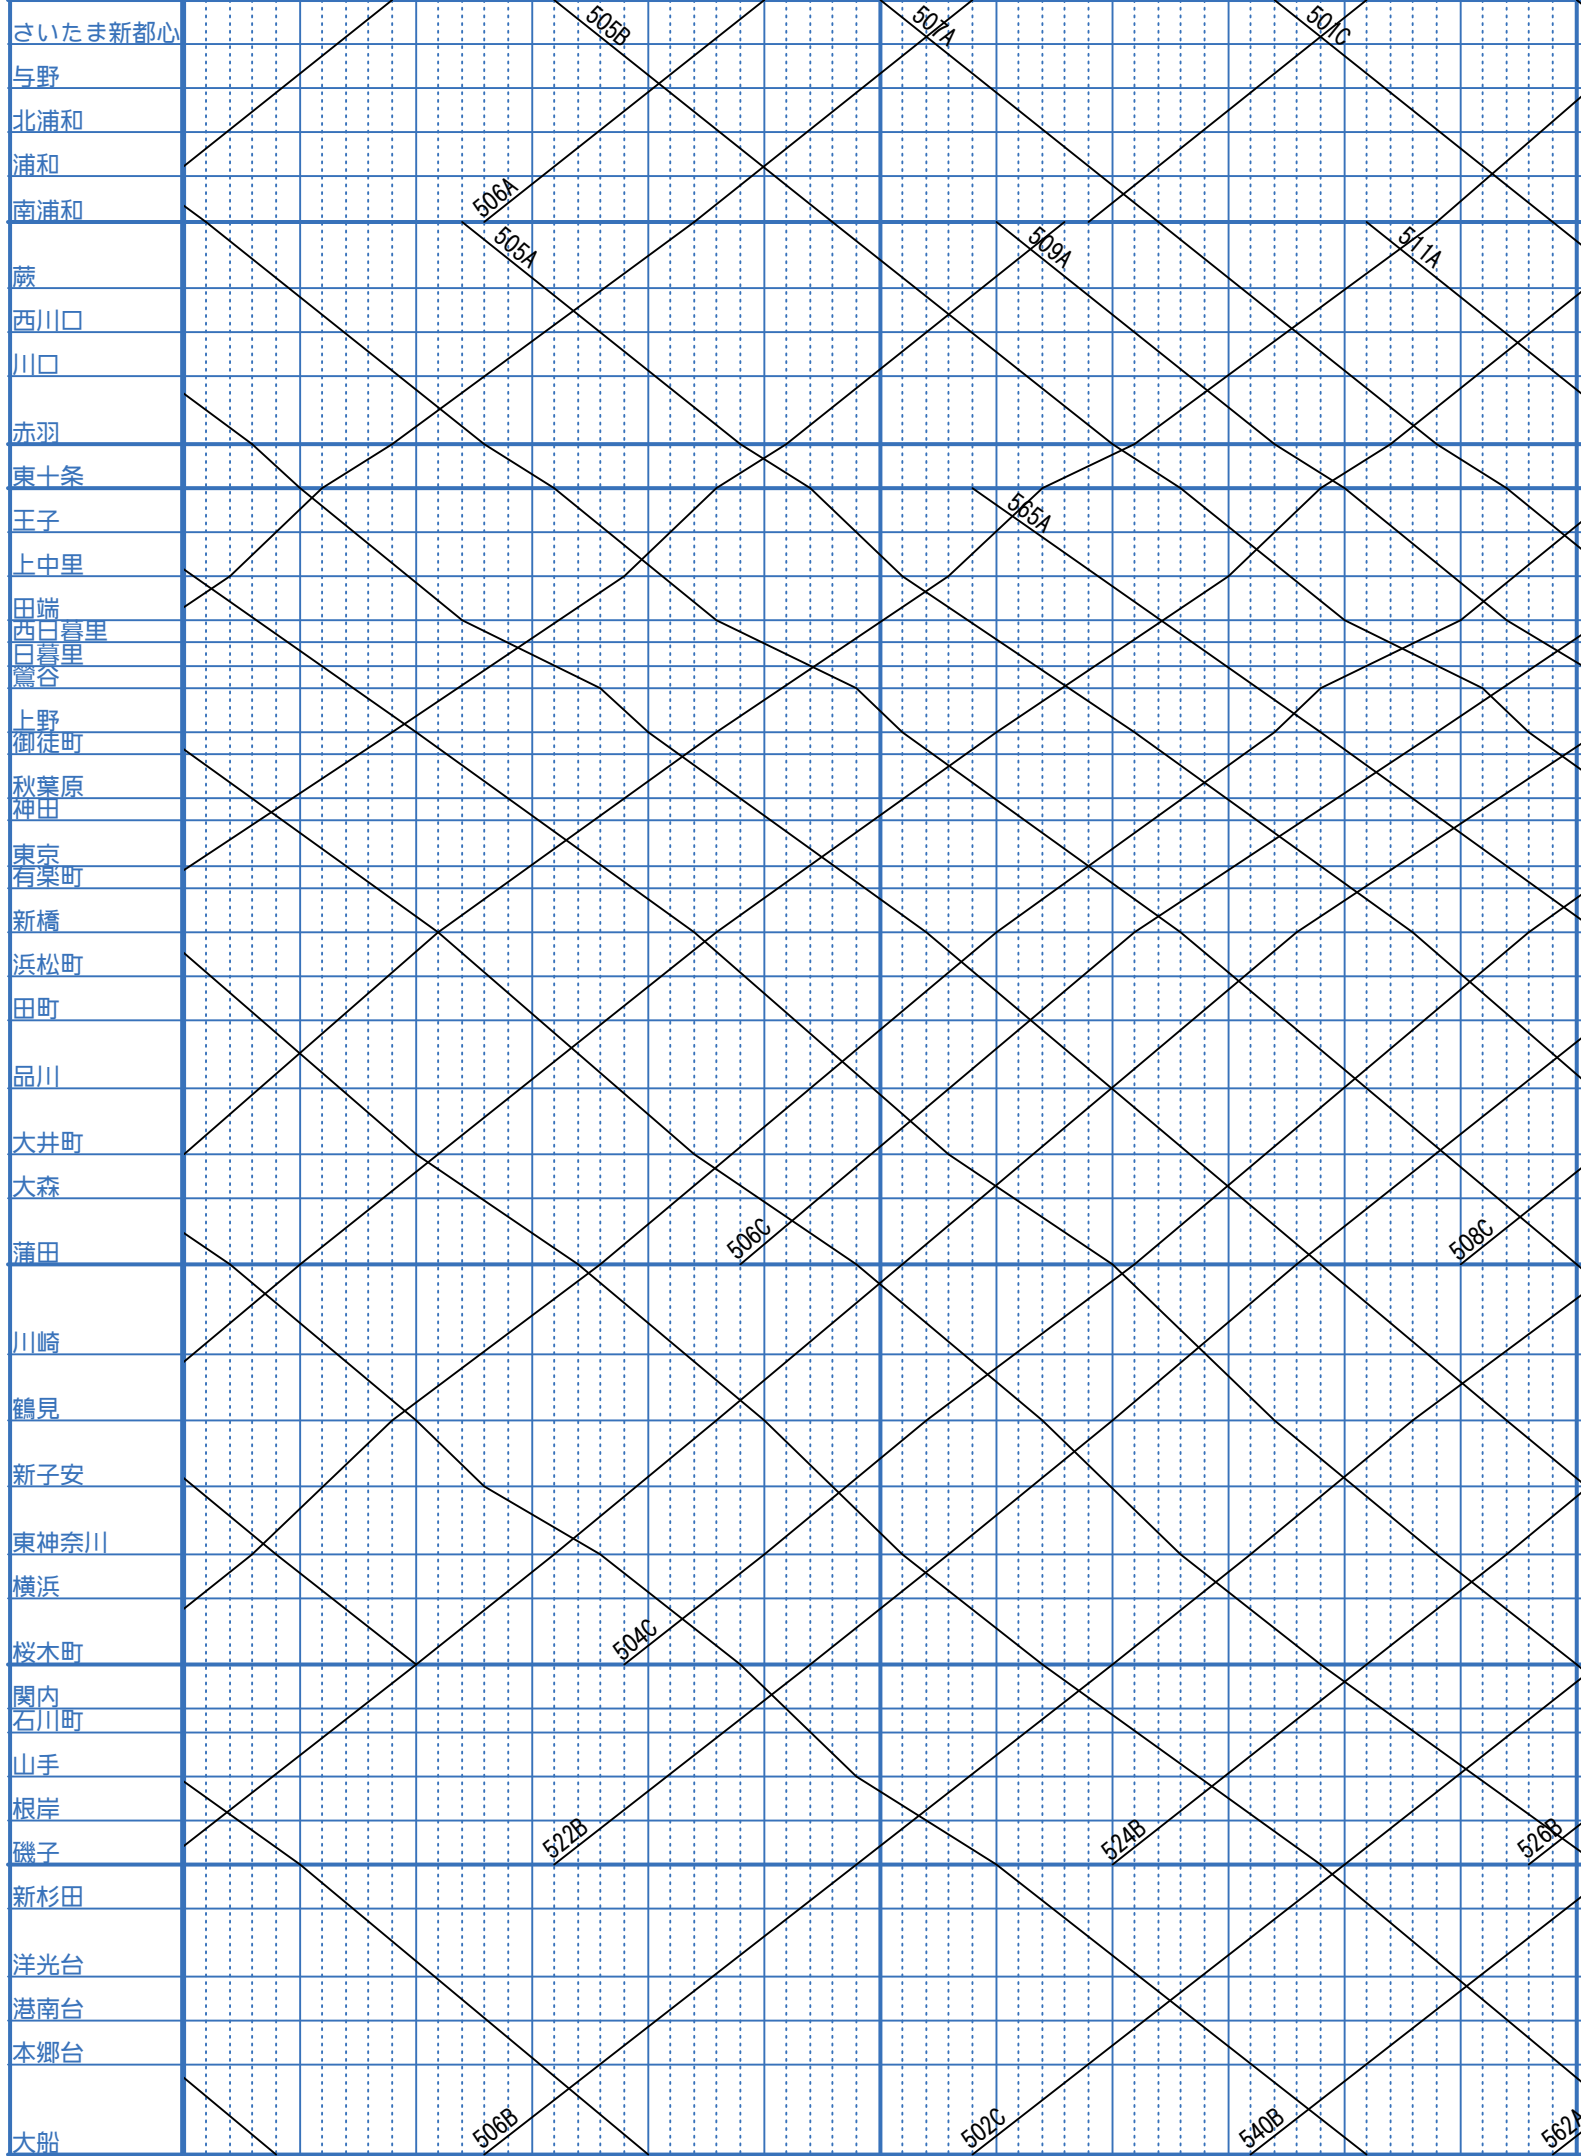 さいたま新都心
505B
507A
501C
与野
北浦和
浦和
506A
南浦和
505A
509A
511A
蕨
西川口
川口
赤羽
東十条
565A
王子
上中里
田端
西日暮里
日暮里
鶯谷
上野
御徒町
秋葉原
神田
東京
有楽町
新橋
浜松町
田町
品川
大井町
大森
506C
508C
蒲田
川崎
鶴見
新子安
東神奈川
横浜
504C
桜木町
関内
石川町
山手
根岸
522B
524B
526B
磯子
新杉田
洋光台
港南台
本郷台
506B
502C
540B
562A
大船